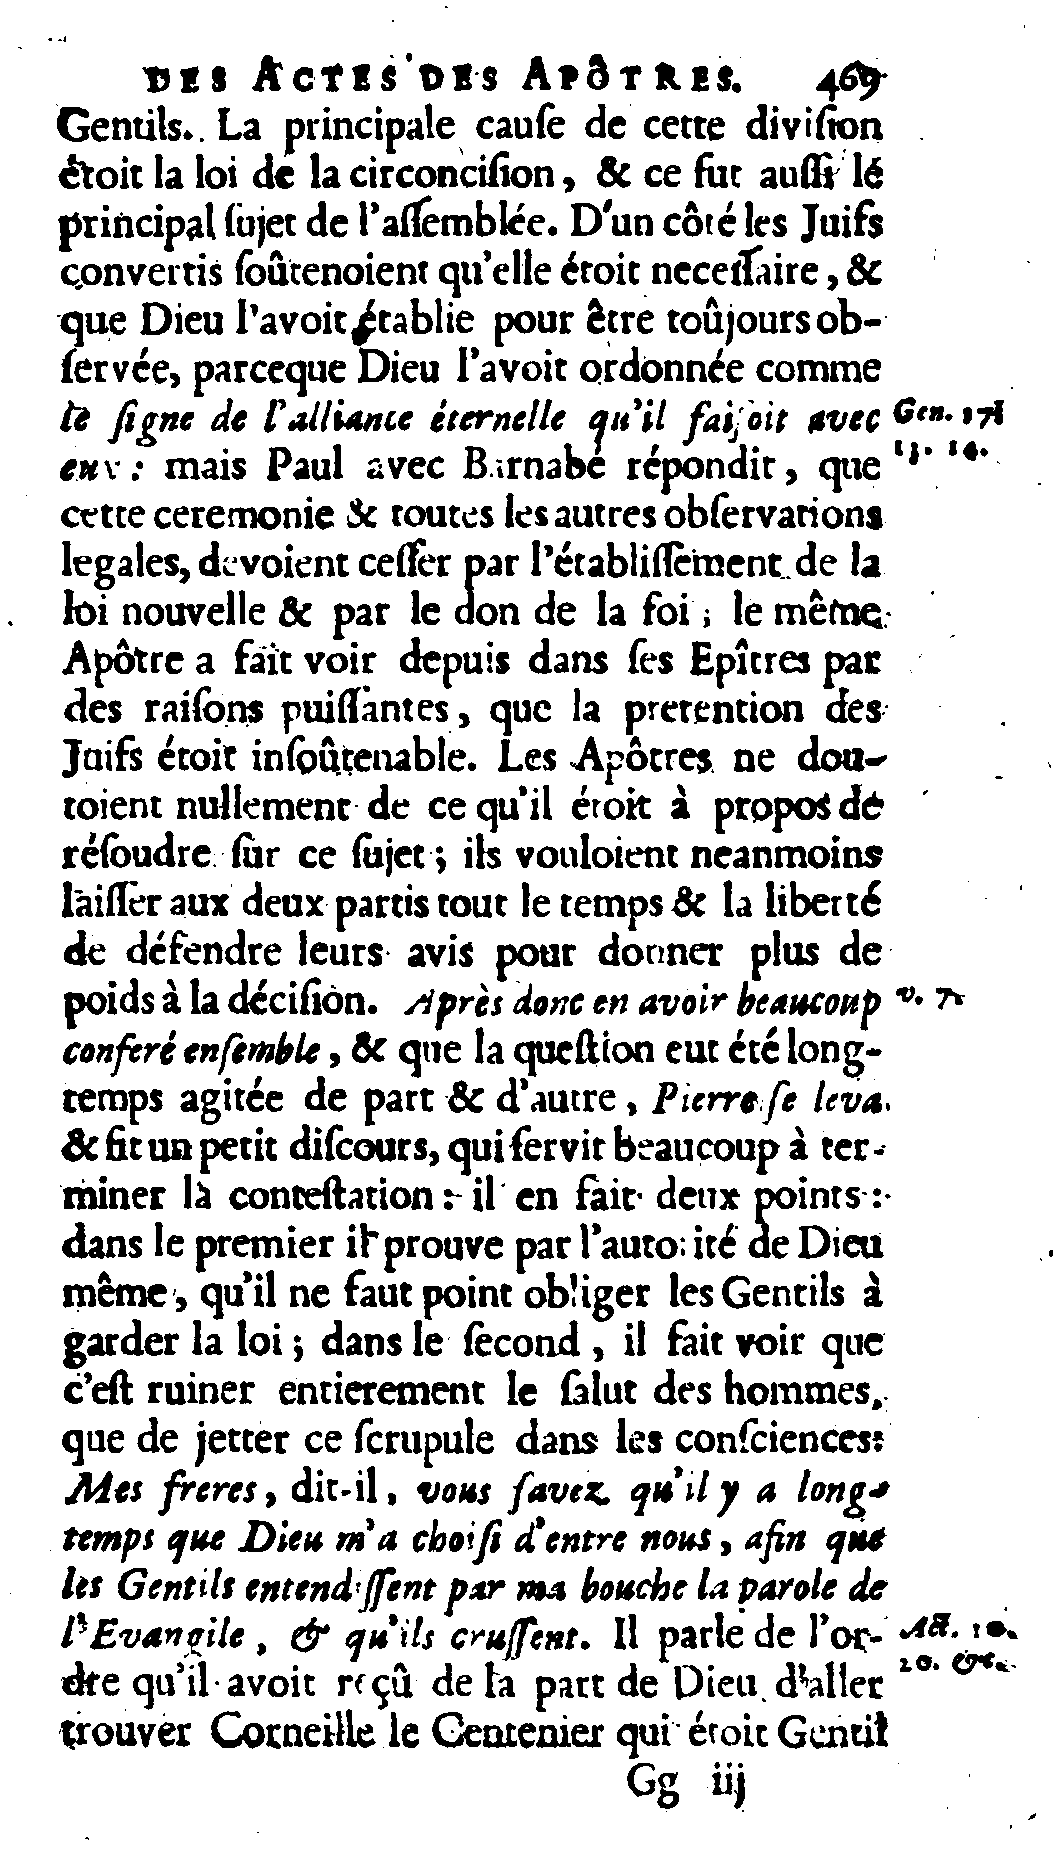 DES ACTES DES APÔTRES. 469
Gentils. La principale cauſe de cette diviſion
étoit la loi de la circonciſion, & ce fut auſſi le
principal ſujet de l'aſſemblée. D'un côté les Juifs
convertis ſoûtenoient qu'elle étoit neceſſaire, &
que Dieu l'avoit établie pour être toûjours ob-
ſervée, parceque Dieu l'avoit ordonnée comme
le ſigne de l'alliance éternelle qu'il faiſoit avec Gen. 17.
eux : mais Paul avec Barnabé répondit, que 13. 14.
cette ceremonie & toutes les autres obſervations
legales, devoient ceſſer par l'établiſſement de la
loi nouvelle & par le don de la foi ; le même
Apôtre a fait voir depuis dans ſes Epîtres par
des raiſons puiſſantes, que la pretention des
Juifs étoit inſoûtenable. Les Apôtres ne dou-
toient nullement de ce qu'il étoit à propos de
réſoudre ſur ce ſujet ; ils vouloient neanmoins
laiſſer aux deux partis tout le temps & la liberté
de défendre leurs avis pour donner plus de
poids à la déciſion. Après donc en avoir beaucoup v. 7.
conferé enſemble, & que la queſtion eut été long-
temps agitée de part & d'autre, Pierre ſe leva
& fit un petit diſcours, qui ſervit beaucoup à ter-
miner la conteſtation : il en fait deux points :
dans le premier il prouve par l'autorité de Dieu
même, qu'il ne faut point obliger les Gentils à
garder la loi ; dans le ſecond, il fait voir que
c'eſt ruiner entierement le ſalut des hommes,
que de jetter ce ſcrupule dans les conſciences:
Mes freres, dit-il, vous ſavez qu'il y a long-
temps que Dieu m'a choiſi d'entre nous, afin que
les Gentils entendiſſent par ma bouche la parole de
l'Evangile, & qu'ils cruſſent. Il parle de l'or- Act. 10.
dre qu'il avoit reçû de la part de Dieu d'aller 20. &c.
trouver Corneille le Centenier qui étoit Gentil
Gg iij